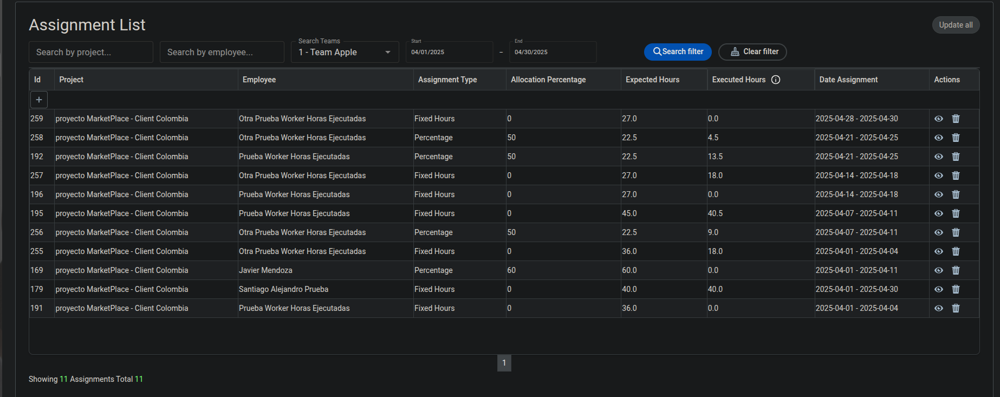 Assignment List
Update all
Search by project...
Search by employee...
Search Teams
1 - Team Apple
Start
04/01/2025
–
End
04/30/2025
Search filter
Clear filter
Id Project Employee Assignment Type Allocation Percentage Expected Hours Executed Hours Date Assignment Actions
+
259 proyecto MarketPlace - Client Colombia Otra Prueba Worker Horas Ejecutadas Fixed Hours 0 27.0 0.0 2025-04-28 - 2025-04-30
258 proyecto MarketPlace - Client Colombia Otra Prueba Worker Horas Ejecutadas Percentage 50 22.5 4.5 2025-04-21 - 2025-04-25
192 proyecto MarketPlace - Client Colombia Prueba Worker Horas Ejecutadas Percentage 50 22.5 13.5 2025-04-21 - 2025-04-25
257 proyecto MarketPlace - Client Colombia Otra Prueba Worker Horas Ejecutadas Fixed Hours 0 27.0 18.0 2025-04-14 - 2025-04-18
196 proyecto MarketPlace - Client Colombia Prueba Worker Horas Ejecutadas Fixed Hours 0 27.0 0.0 2025-04-14 - 2025-04-18
195 proyecto MarketPlace - Client Colombia Prueba Worker Horas Ejecutadas Fixed Hours 0 45.0 40.5 2025-04-07 - 2025-04-11
256 proyecto MarketPlace - Client Colombia Otra Prueba Worker Horas Ejecutadas Percentage 50 22.5 9.0 2025-04-07 - 2025-04-11
255 proyecto MarketPlace - Client Colombia Otra Prueba Worker Horas Ejecutadas Fixed Hours 0 36.0 18.0 2025-04-01 - 2025-04-04
169 proyecto MarketPlace - Client Colombia Javier Mendoza Percentage 60 60.0 0.0 2025-04-01 - 2025-04-11
179 proyecto MarketPlace - Client Colombia Santiago Alejandro Prueba Fixed Hours 0 40.0 40.0 2025-04-01 - 2025-04-30
191 proyecto MarketPlace - Client Colombia Prueba Worker Horas Ejecutadas Fixed Hours 0 36.0 0.0 2025-04-01 - 2025-04-04
1
Showing 11 Assignments Total 11